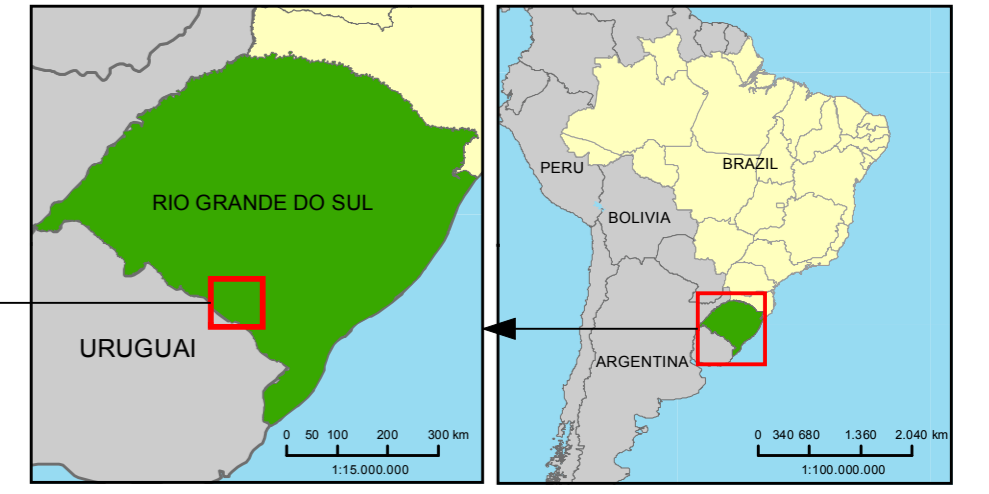 RIO GRANDE DO SUL
URUGUAI
0 50 100 200 300 km
1:15.000.000
PERU
BRAZIL
BOLIVIA
ARGENTINA
0 340 680 1.360 2.040 km
1:100.000.000